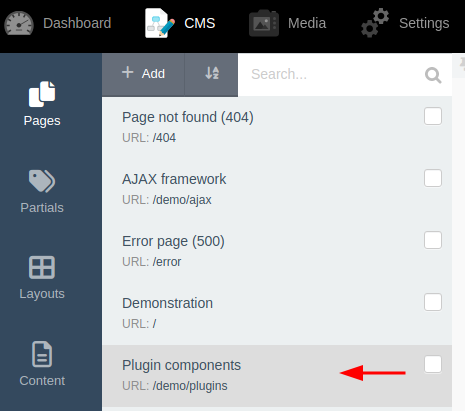 Dashboard CMS Media Settings
Add Search...
Pages
Partials
Layouts
Content
Page not found (404)
URL: /404
AJAX framework
URL: /demo/ajax
Error page (500)
URL: /error
Demonstration
URL: /
Plugin components
URL: /demo/plugins